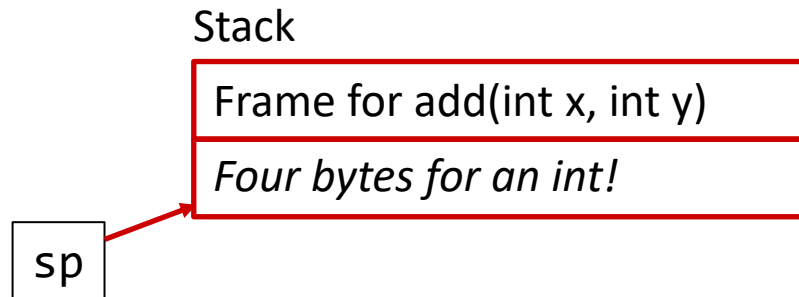 Stack
Frame for add(int x, int y)
Four bytes for an int!
sp